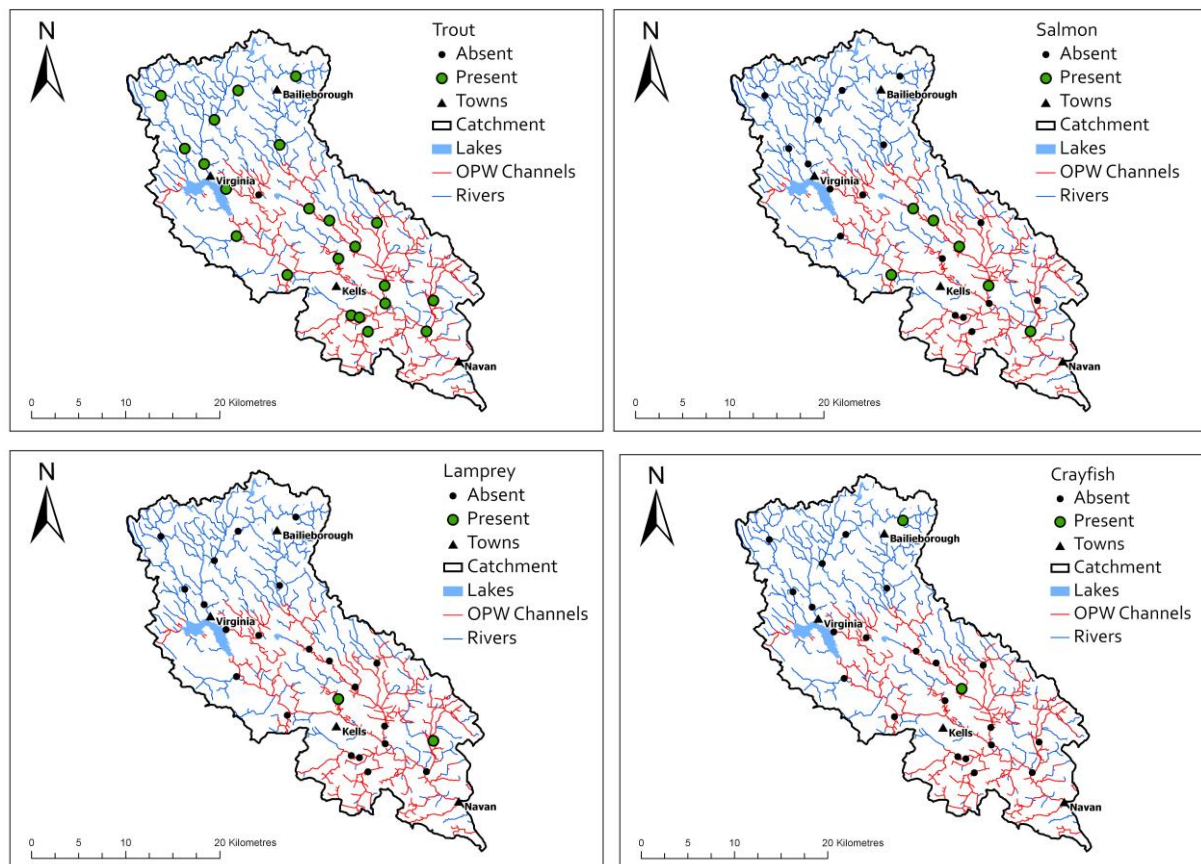 N
Trout
Absent
Present
Towns
Catchment
Lakes
OPW Channels
Rivers
Bailieborough
Virginia
Kells
Navan
0 5 10 20 Kilometres
N
Salmon
Absent
Present
Towns
Catchment
Lakes
OPW Channels
Rivers
Bailieborough
Virginia
Kells
Navan
0 5 10 20 Kilometres
N
Lamprey
Absent
Present
Towns
Catchment
Lakes
OPW Channels
Rivers
Bailieborough
Virginia
Kells
Navan
0 5 10 20 Kilometres
N
Crayfish
Absent
Present
Towns
Catchment
Lakes
OPW Channels
Rivers
Bailieborough
Virginia
Kells
Navan
0 5 10 20 Kilometres